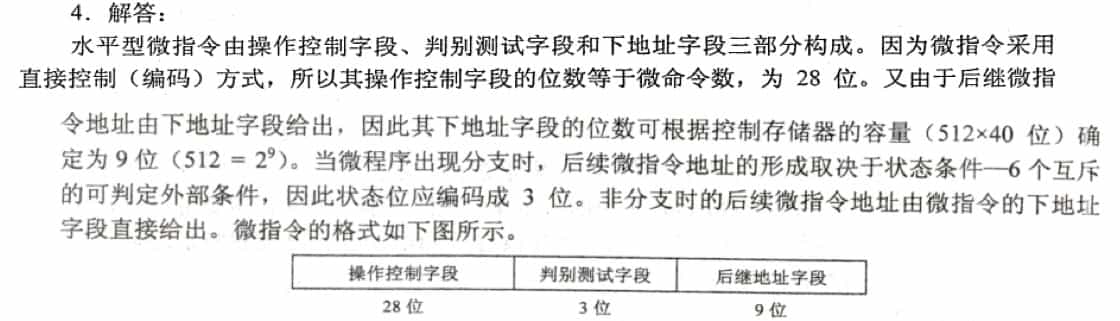 4．解答：
水平型微指令由操作控制字段、判别测试字段和下地址字段三部分构成。因为微指令采用
直接控制（编码）方式，所以其操作控制字段的位数等于微命令数，为 28 位。又由于后继微指
令地址由下地址字段给出，因此其下地址字段的位数可根据控制存储器的容量（512×40 位）确
定为 9 位（512 = 2⁹）。当微程序出现分支时，后续微指令地址的形成取决于状态条件—6 个互斥
的可判定外部条件，因此状态位应编码成 3 位。非分支时的后续微指令地址由微指令的下地址
字段直接给出。微指令的格式如下图所示。
操作控制字段 判别测试字段 后继地址字段
28 位 3 位 9 位